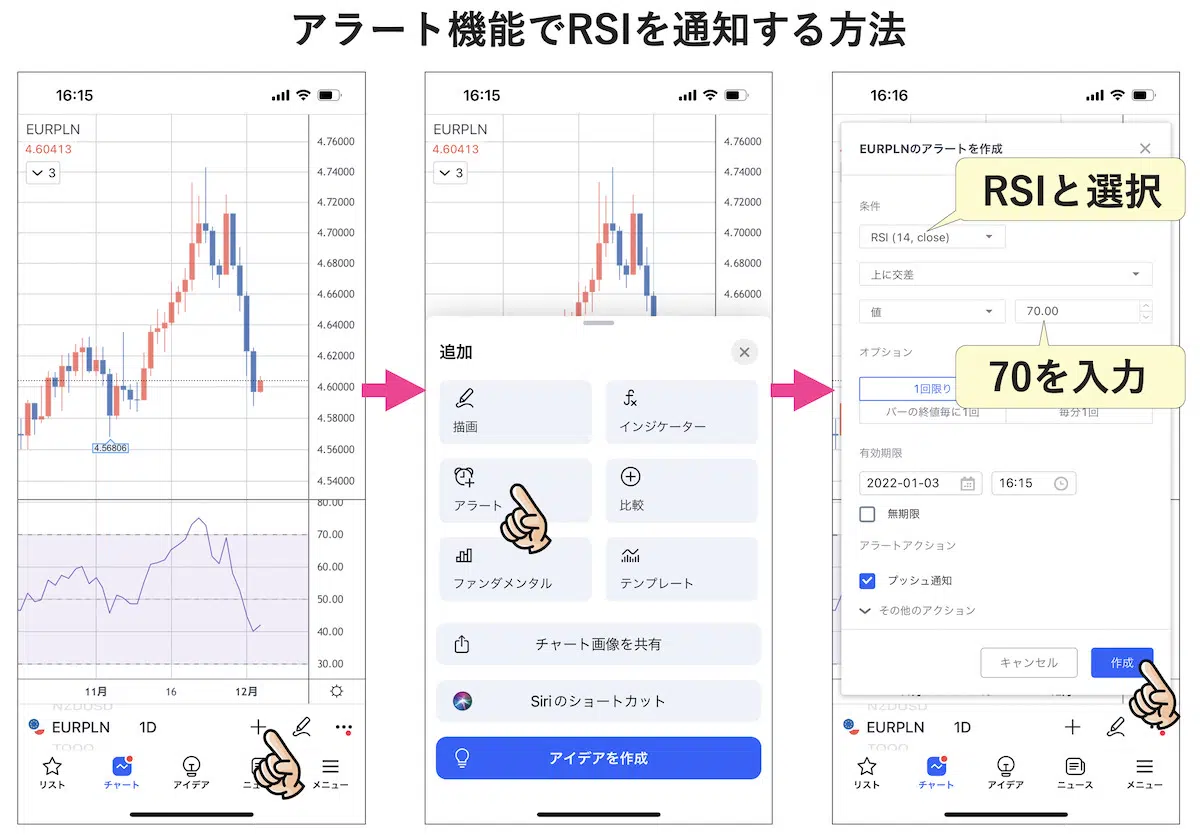 アラート機能でRSIを通知する方法
16:15
EURPLN
4.60413
3
4.76000
4.74000
4.72000
4.70000
4.68000
4.66000
4.64000
4.62000
4.60000
4.58000
4.56000
4.54000
4.56806
80.00
70.00
60.00
50.00
40.00
30.00
11月
16
12月
NZDUSD
EURPLN
1D
リスト
チャート
アイデア
メニュー
16:15
EURPLN
4.60413
3
4.76000
4.74000
4.72000
4.70000
4.68000
4.66000
追加
描画
インジケーター
アラート
比較
ファンダメンタル
テンプレート
チャート画像を共有
Siriのショートカット
アイデアを作成
16:16
EURPLNのアラートを作成
RSIと選択
条件
RSI (14, close)
上に交差
値
70.00
70を入力
オプション
1回限り
バーの終値毎に1回
毎分1回
有効期限
2022-01-03
16:15
無期限
アラートアクション
プッシュ通知
その他のアクション
キャンセル
作成
NZDUSD
EURPLN
1D
リスト
チャート
アイデア
ニュース
メニュー